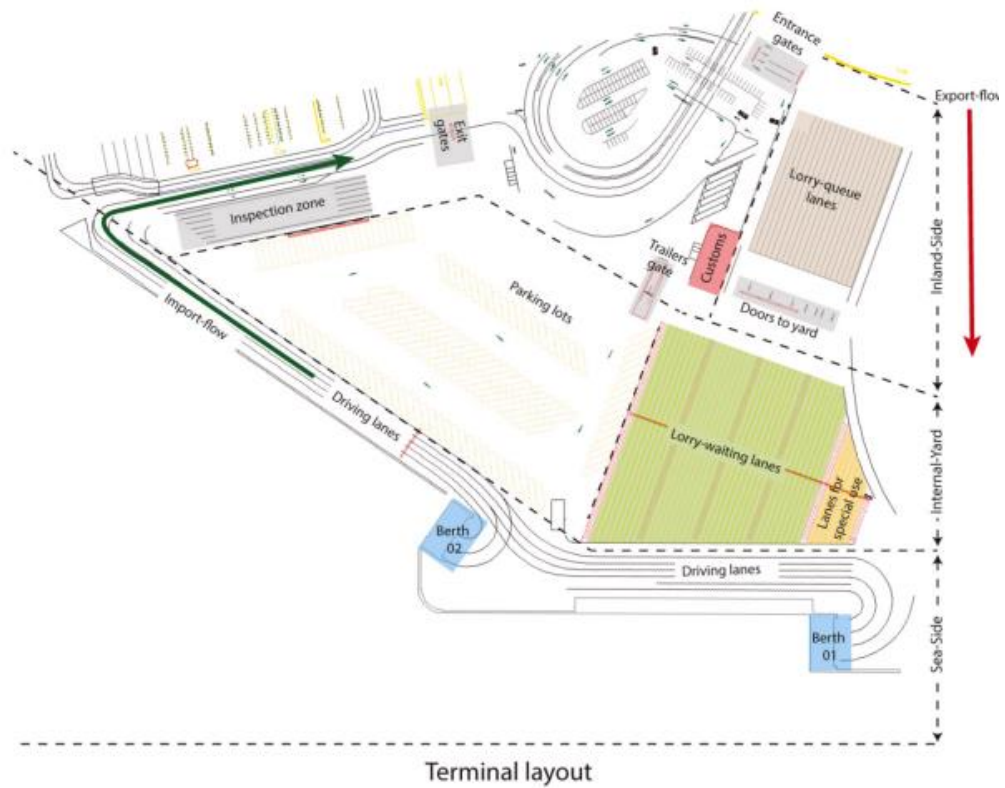 Entrance
gates
Export-flow
Exit
gates
Lorry-queue
lanes
Inspection zone
Inland-Side
Trailers
gate
Customs
Parking lots
Doors to yard
Import-flow
Driving lanes
Lorry-waiting lanes
Internal-Yard
Lanes for
special use
Berth
02
Driving lanes
Berth
01
Sea-Side
Terminal layout